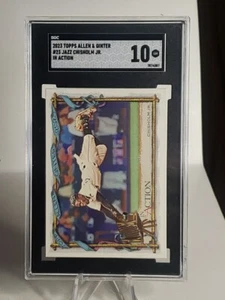 SGC
2023 TOPPS ALLEN & GINTER
#25 JAZZ CHISHOLM JR.
IN ACTION
10
IN ACTION